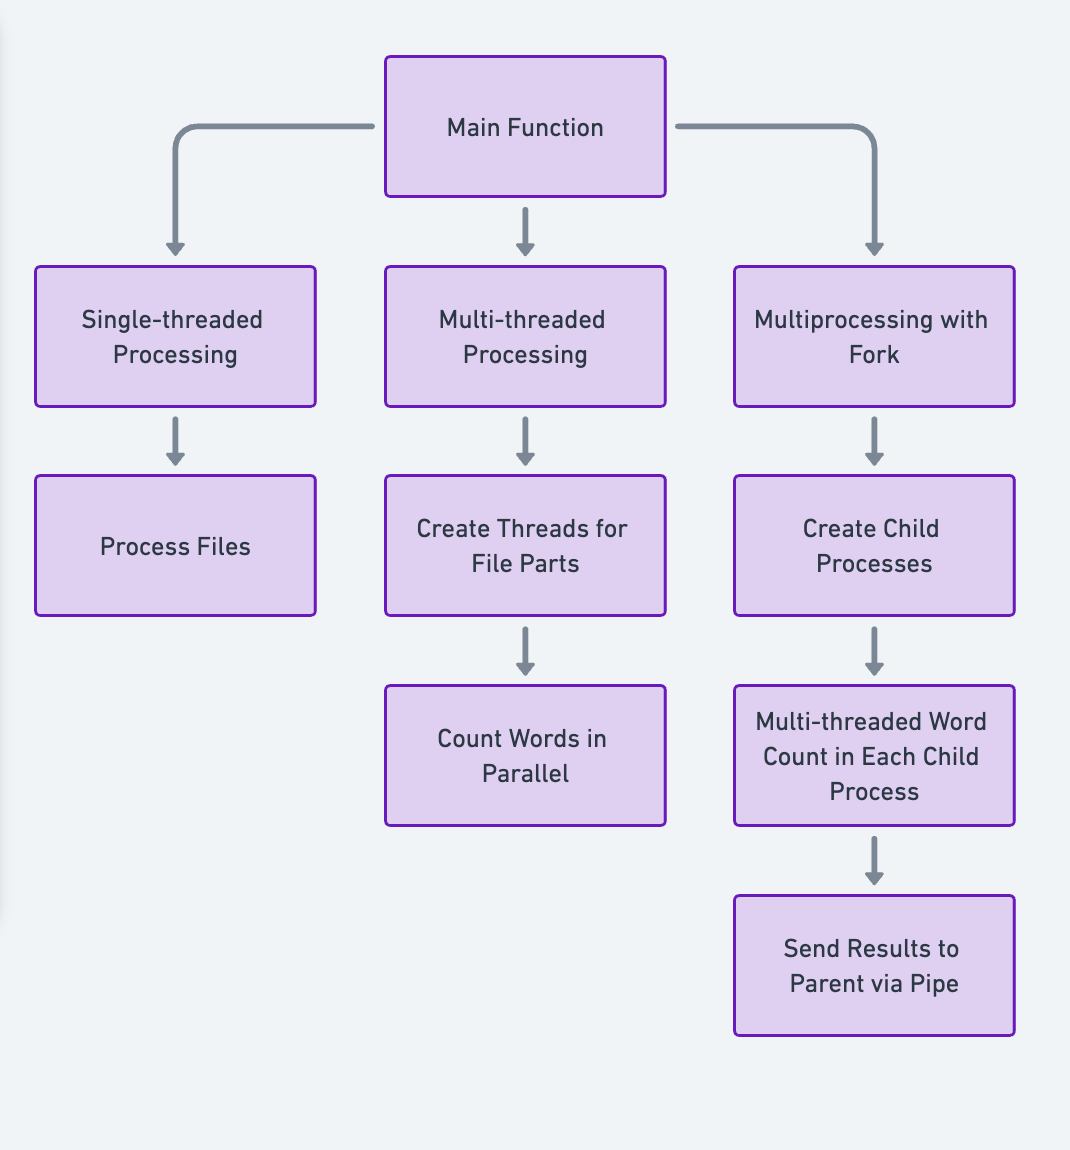 Main Function
Single-threaded
Processing
Multi-threaded
Processing
Multiprocessing with
Fork
Process Files
Create Threads for
File Parts
Create Child
Processes
Count Words in
Parallel
Multi-threaded Word
Count in Each Child
Process
Send Results to
Parent via Pipe